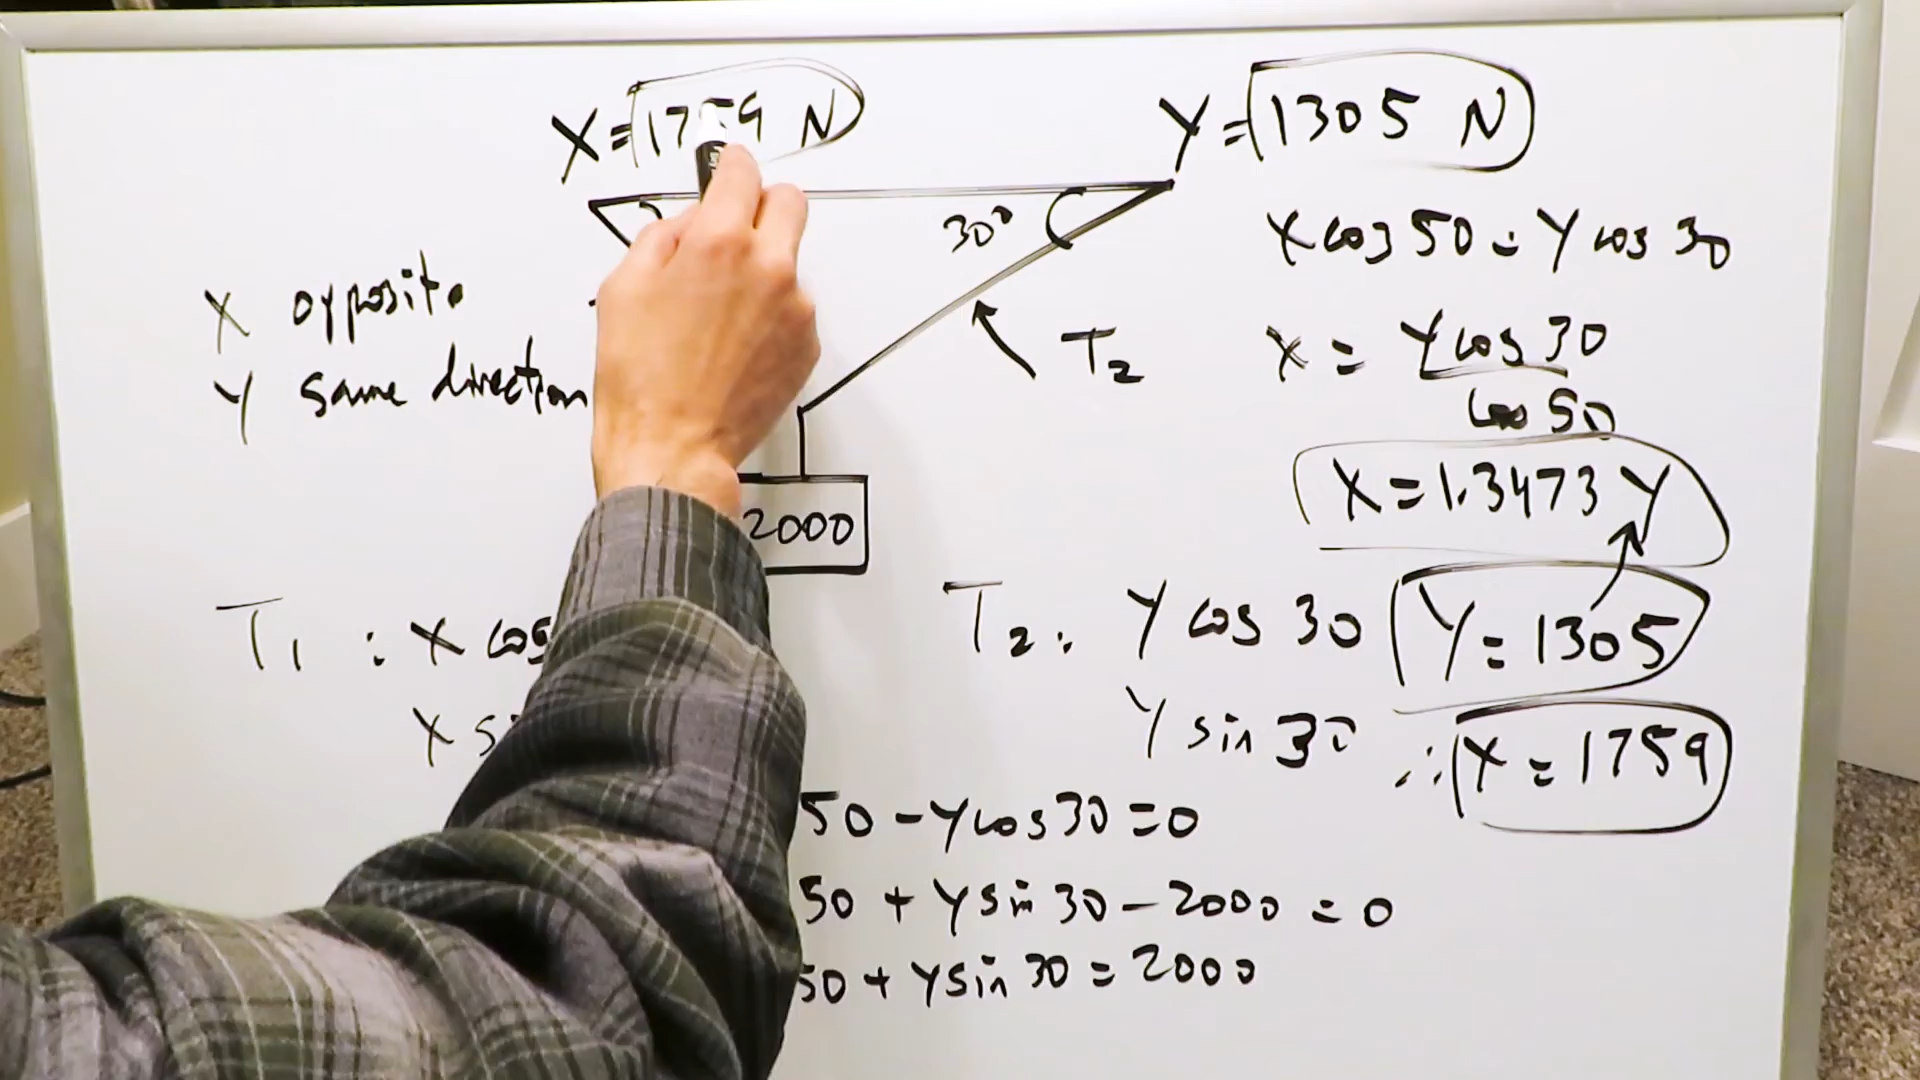 X = 1759 N
Y = 1305 N
30°
X cos 50 = Y cos 30
X opposite
T2
X = Y cos 30
cos 50
Y same direction
X = 1.3473 Y
2000
T1 : X cos
T2 : Y cos 30
Y = 1305
X s
Y sin 30
∴ X = 1759
50 - Y cos 30 = 0
50 + Y sin 30 - 2000 = 0
50 + Y sin 30 = 2000